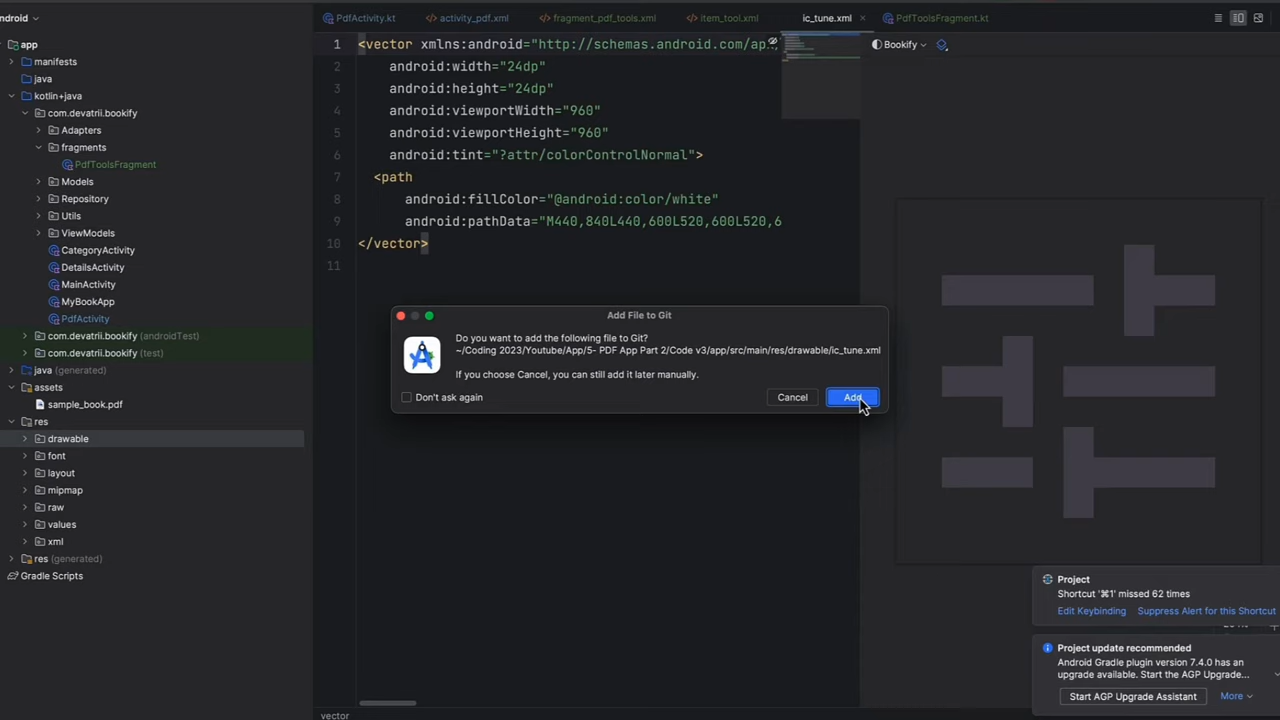 ndroid
PdfActivity.kt
activity_pdf.xml
fragment_pdf_tools.xml
item_tool.xml
ic_tune.xml
PdfToolsFragment.kt
app
manifests
java
kotlin+java
com.devatrii.bookify
Adapters
fragments
PdfToolsFragment
Models
Repository
Utils
ViewModels
CategoryActivity
DetailsActivity
MainActivity
MyBookApp
PdfActivity
com.devatrii.bookify (androidTest)
com.devatrii.bookify (test)
java (generated)
assets
sample_book.pdf
res
drawable
font
layout
mipmap
raw
values
xml
res (generated)
Gradle Scripts
1 <vector xmlns:android="http://schemas.android.com/ap
2 android:width="24dp"
3 android:height="24dp"
4 android:viewportWidth="960"
5 android:viewportHeight="960"
6 android:tint="?attr/colorControlNormal">
7 <path
8 android:fillColor="@android:color/white"
9 android:pathData="M440,840L440,600L520,600L520,6
10 </vector>
11
Bookify
Add File to Git
Do you want to add the following file to Git?
~/Coding 2023/Youtube/App/5- PDF App Part 2/Code v3/app/src/main/res/drawable/ic_tune.xml
If you choose Cancel, you can still add it later manually.
Don't ask again
Cancel
Add
Project
Shortcut '⌘1' missed 62 times
Edit Keybinding Suppress Alert for this Shortcut
Project update recommended
Android Gradle plugin version 7.4.0 has an
upgrade available. Start the AGP Upgrade...
Start AGP Upgrade Assistant
More
vector